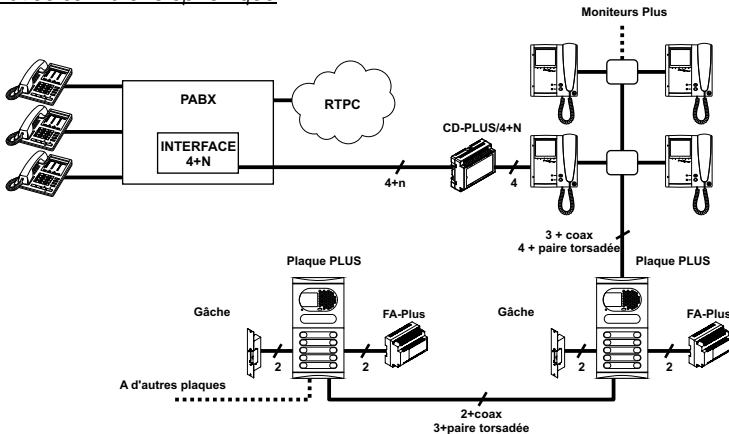 Moniteurs Plus
PABX
RTPC
CD-PLUS/4+N
INTERFACE
4+N
4+n
4
3 + coax
4 + paire torsadée
Plaque PLUS
Plaque PLUS
Gâche
FA-Plus
Gâche
FA-Plus
2
2
2
2
A d'autres plaques
2+coax
3+paire torsadée